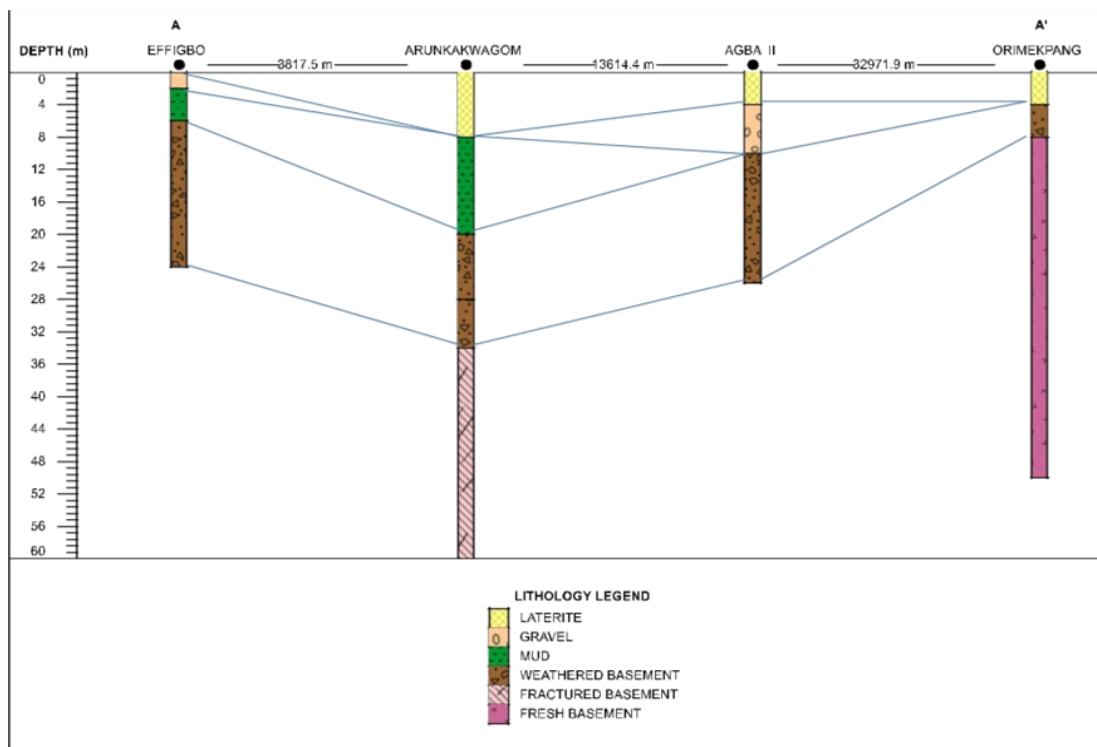 A A'
DEPTH (m) EFFIGBO ARUNKAKWAGOM AGBA II ORIMEKPANG
3817.5 m 13614.4 m 32971.9 m
0
4
8
12
16
20
24
28
32
36
40
44
48
52
56
60
LITHOLOGY LEGEND
LATERITE
GRAVEL
MUD
WEATHERED BASEMENT
FRACTURED BASEMENT
FRESH BASEMENT